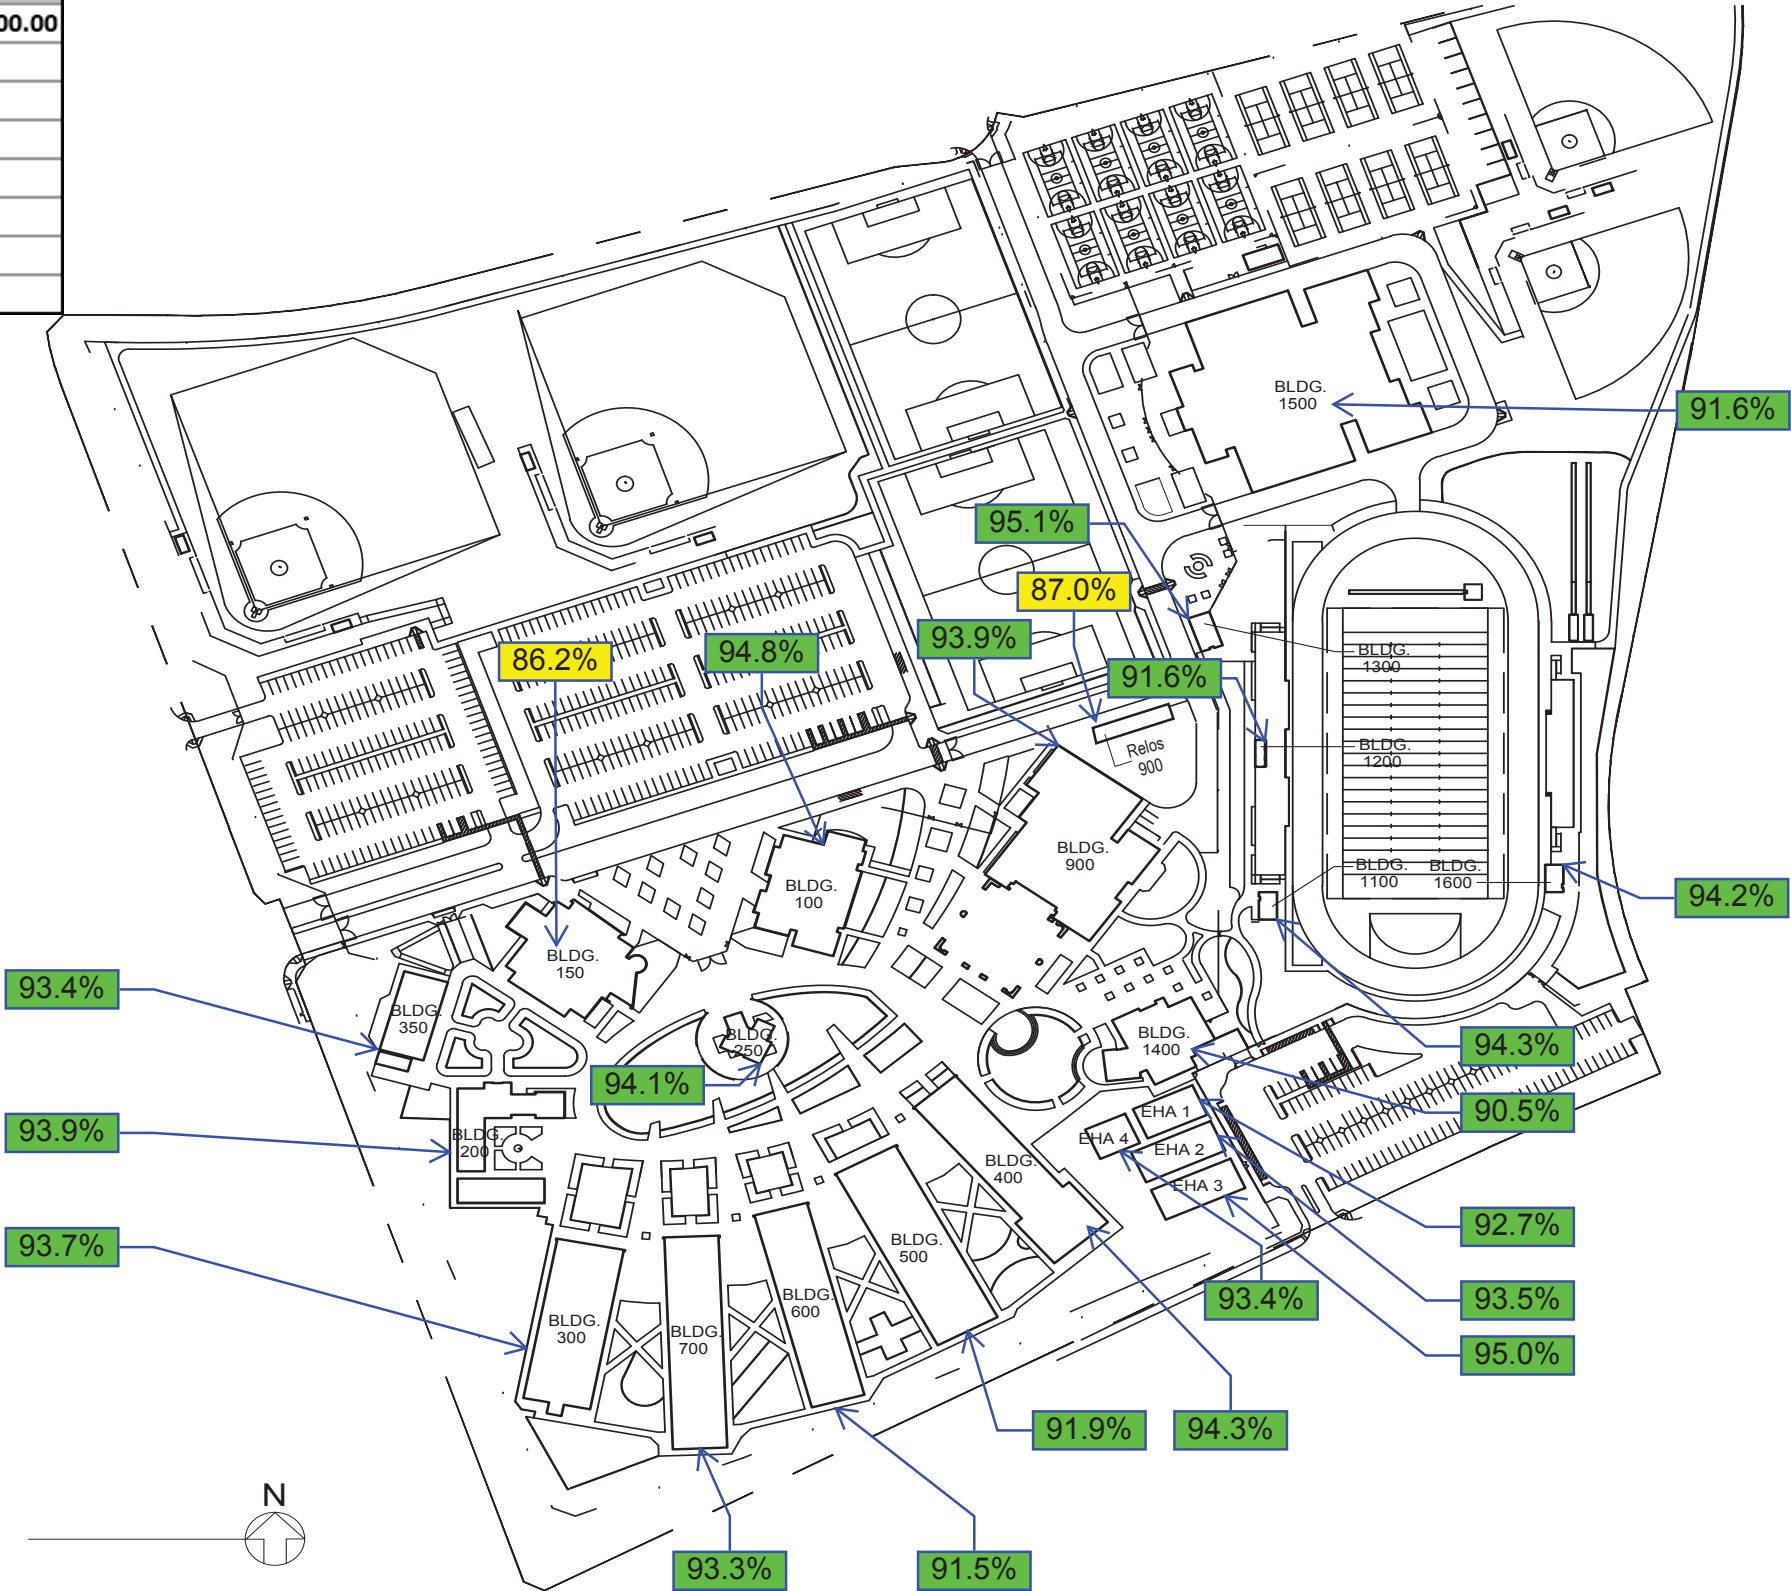 00.00
BLDG.
1500
91.6%
95.1%
87.0%
93.9%
91.6%
86.2%
94.8%
BLDG.
1300
Relos
900
BLDG.
1200
BLDG.
900
BLDG.
1100
BLDG.
1600
94.2%
BLDG.
100
BLDG.
150
93.4%
BLDG.
350
BLDG.
250
94.1%
BLDG.
1400
94.3%
90.5%
93.9%
BLDG.
200
EHA 1
EHA 4
EHA 2
EHA 3
BLDG.
400
92.7%
93.7%
BLDG.
500
BLDG.
600
93.4%
93.5%
BLDG.
300
BLDG.
700
95.0%
91.9%
94.3%
N
93.3%
91.5%